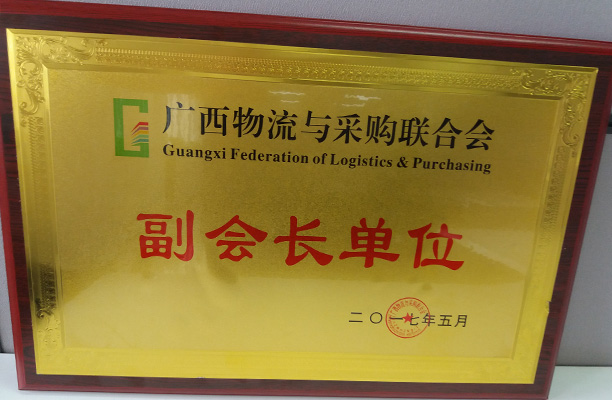 广西物流与采购联合会
Guangxi Federation of Logistics & Purchasing
副会长单位
二〇一七年五月